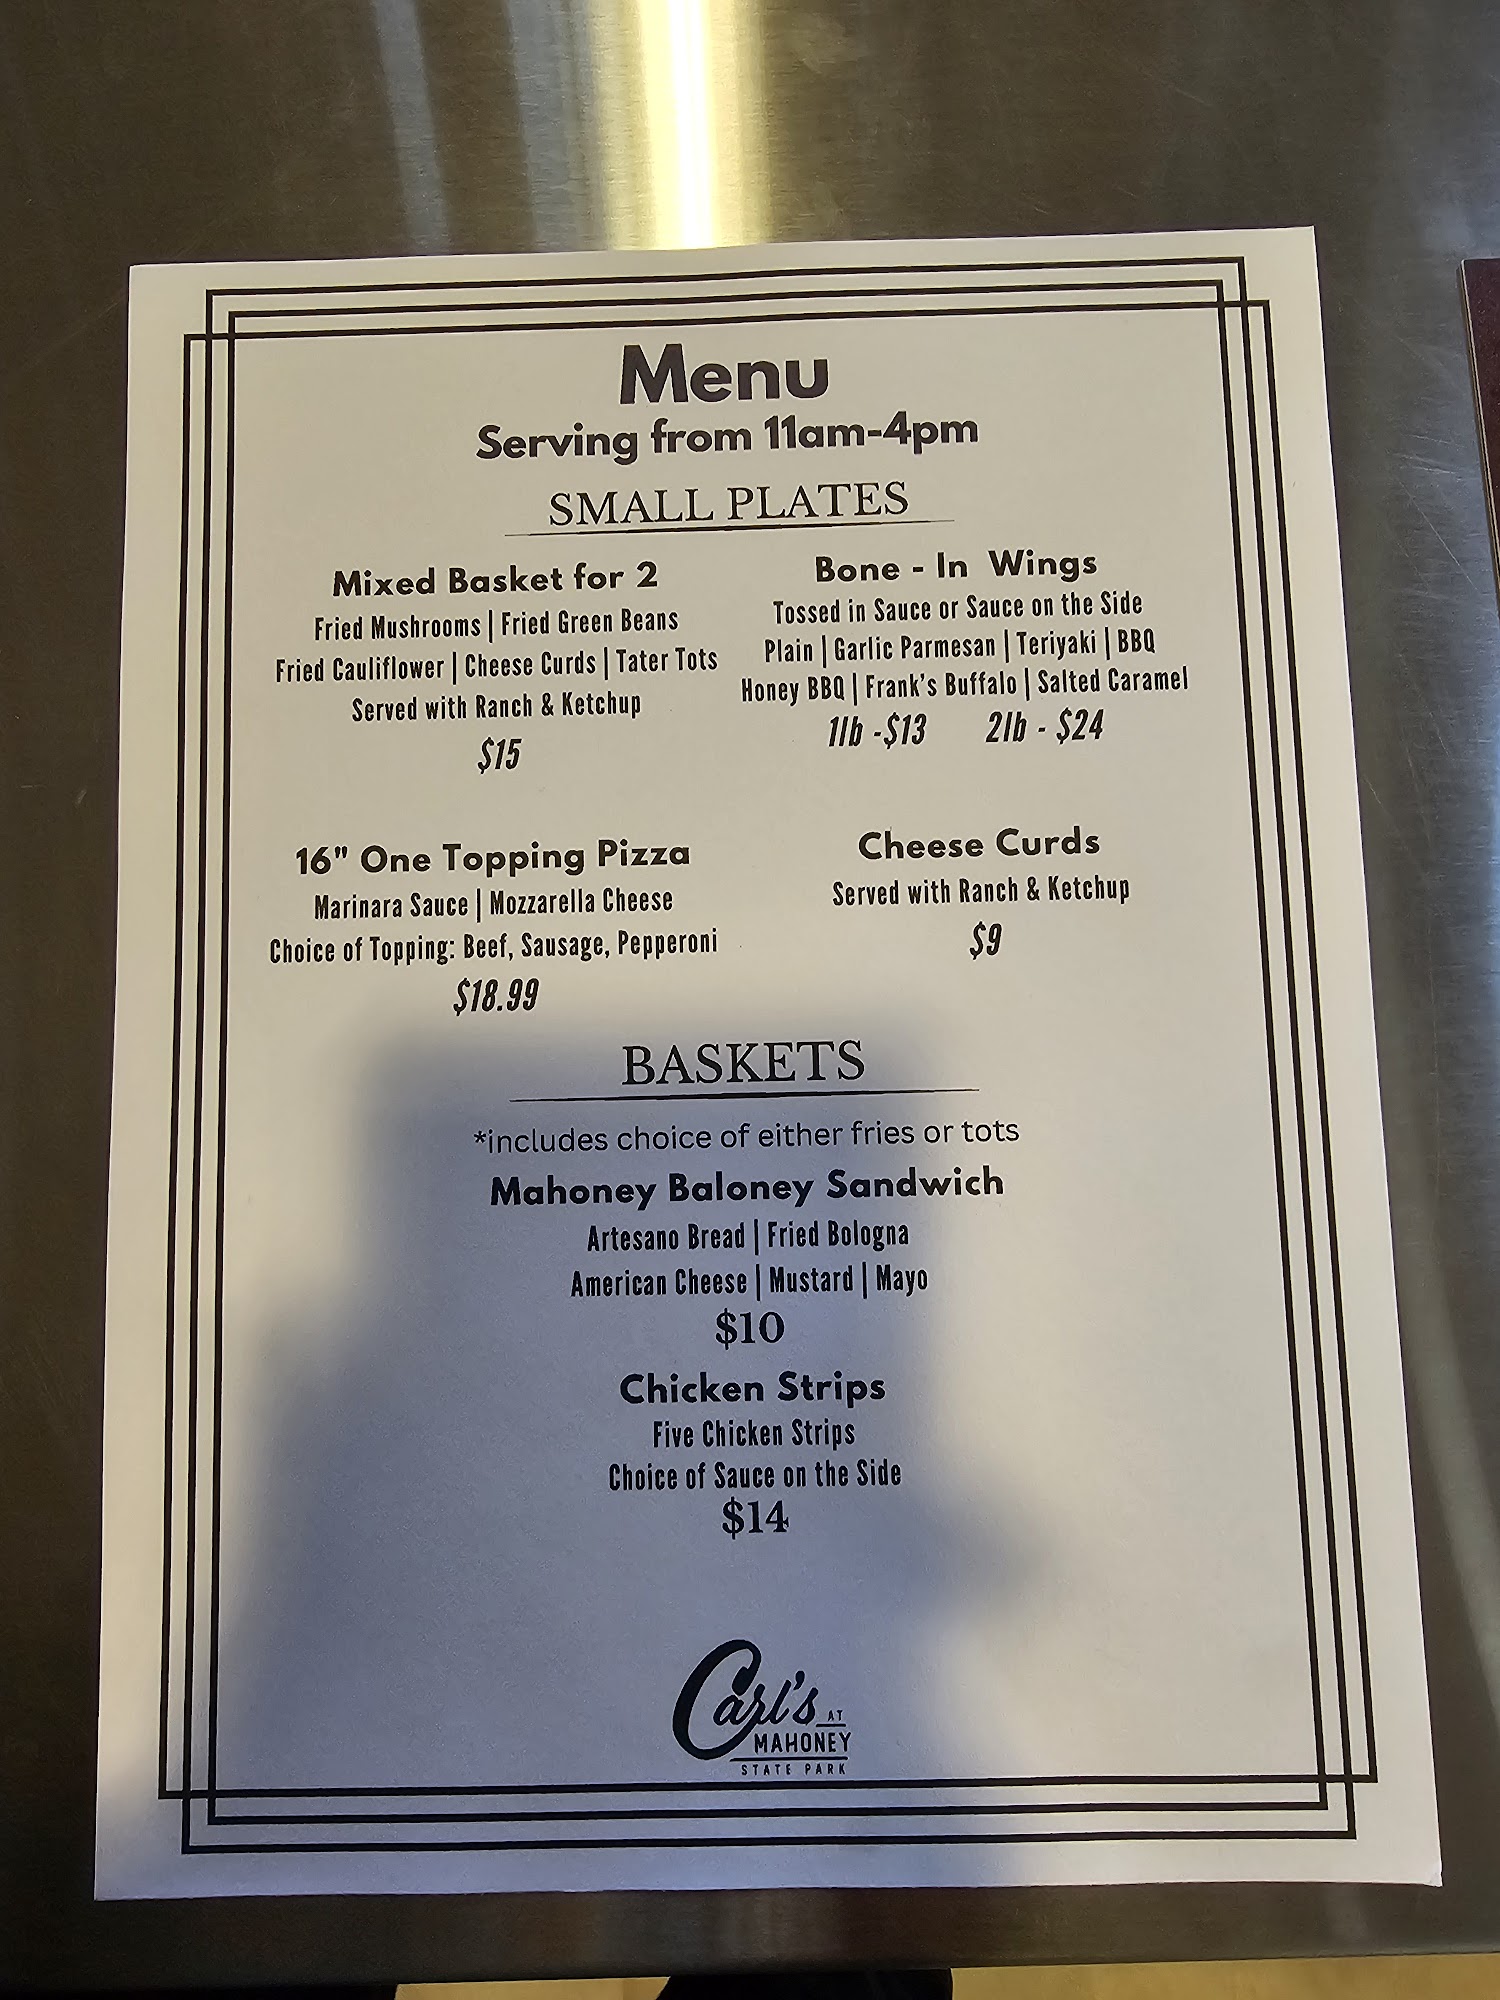 Menu
Serving from 11am-4pm
SMALL PLATES
Mixed Basket for 2
Fried Mushrooms | Fried Green Beans
Fried Cauliflower | Cheese Curds | Tater Tots
Served with Ranch & Ketchup
$15
Bone - In Wings
Tossed in Sauce or Sauce on the Side
Plain | Garlic Parmesan | Teriyaki | BBQ
Honey BBQ | Frank's Buffalo | Salted Caramel
1lb -$13 2lb - $24
16" One Topping Pizza
Marinara Sauce | Mozzarella Cheese
Choice of Topping: Beef, Sausage, Pepperoni
$18.99
Cheese Curds
Served with Ranch & Ketchup
$9
BASKETS
*includes choice of either fries or tots
Mahoney Baloney Sandwich
Artesano Bread | Fried Bologna
American Cheese | Mustard | Mayo
$10
Chicken Strips
Five Chicken Strips
Choice of Sauce on the Side
$14
Carl's AT
MAHONEY
STATE PARK